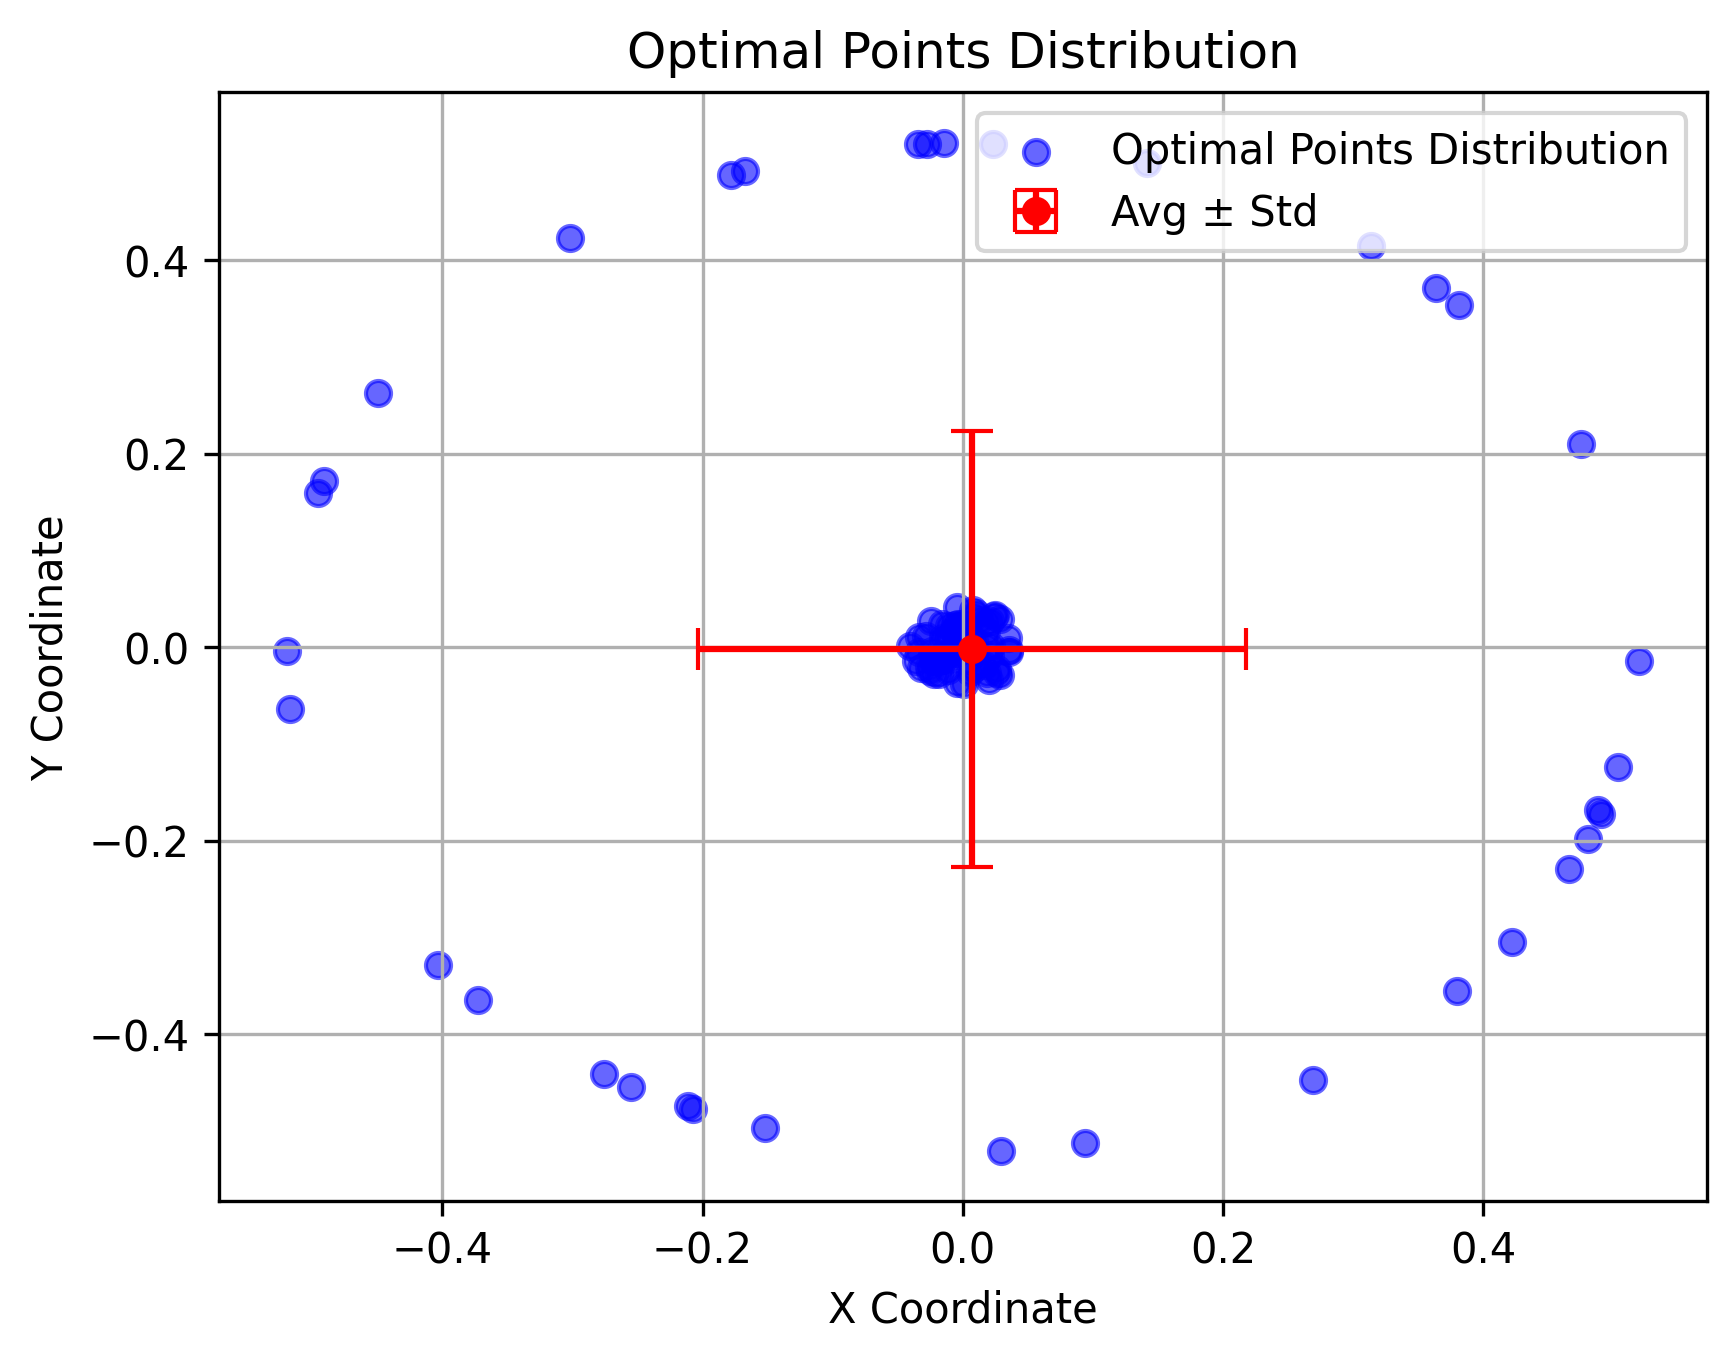 Optimal Points Distribution
Optimal Points Distribution
Avg ± Std
0.4
0.2
0.0
−0.2
−0.4
Y Coordinate
−0.4
−0.2
0.0
0.2
0.4
X Coordinate